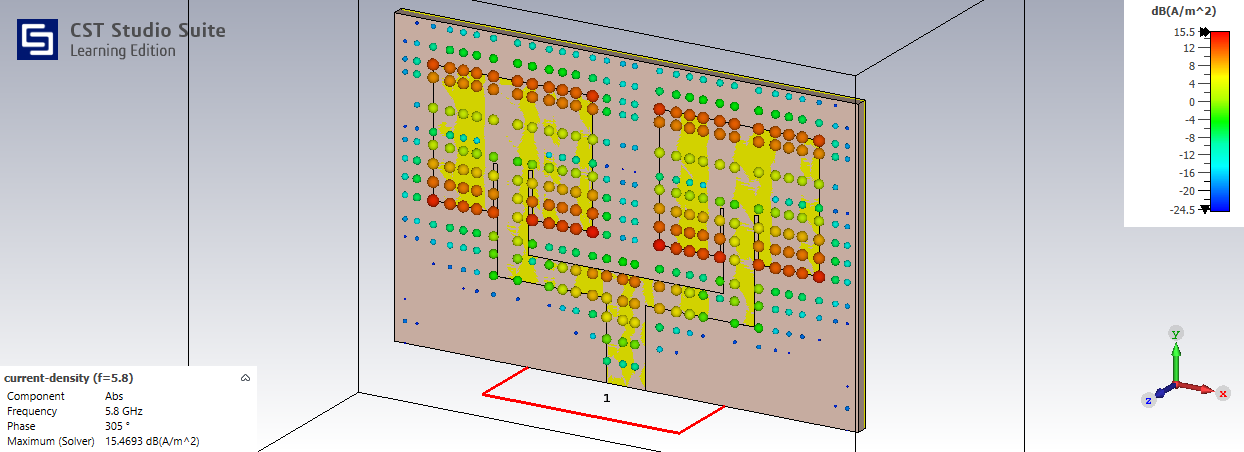 CST Studio Suite
Learning Edition
dB(A/m^2)
15.5
12
8
4
0
-4
-8
-12
-16
-20
-24.5
current-density (f=5.8)
Component Abs
Frequency 5.8 GHz
Phase 305 °
Maximum (Solver) 15.4693 dB(A/m^2)
1
y
x
z